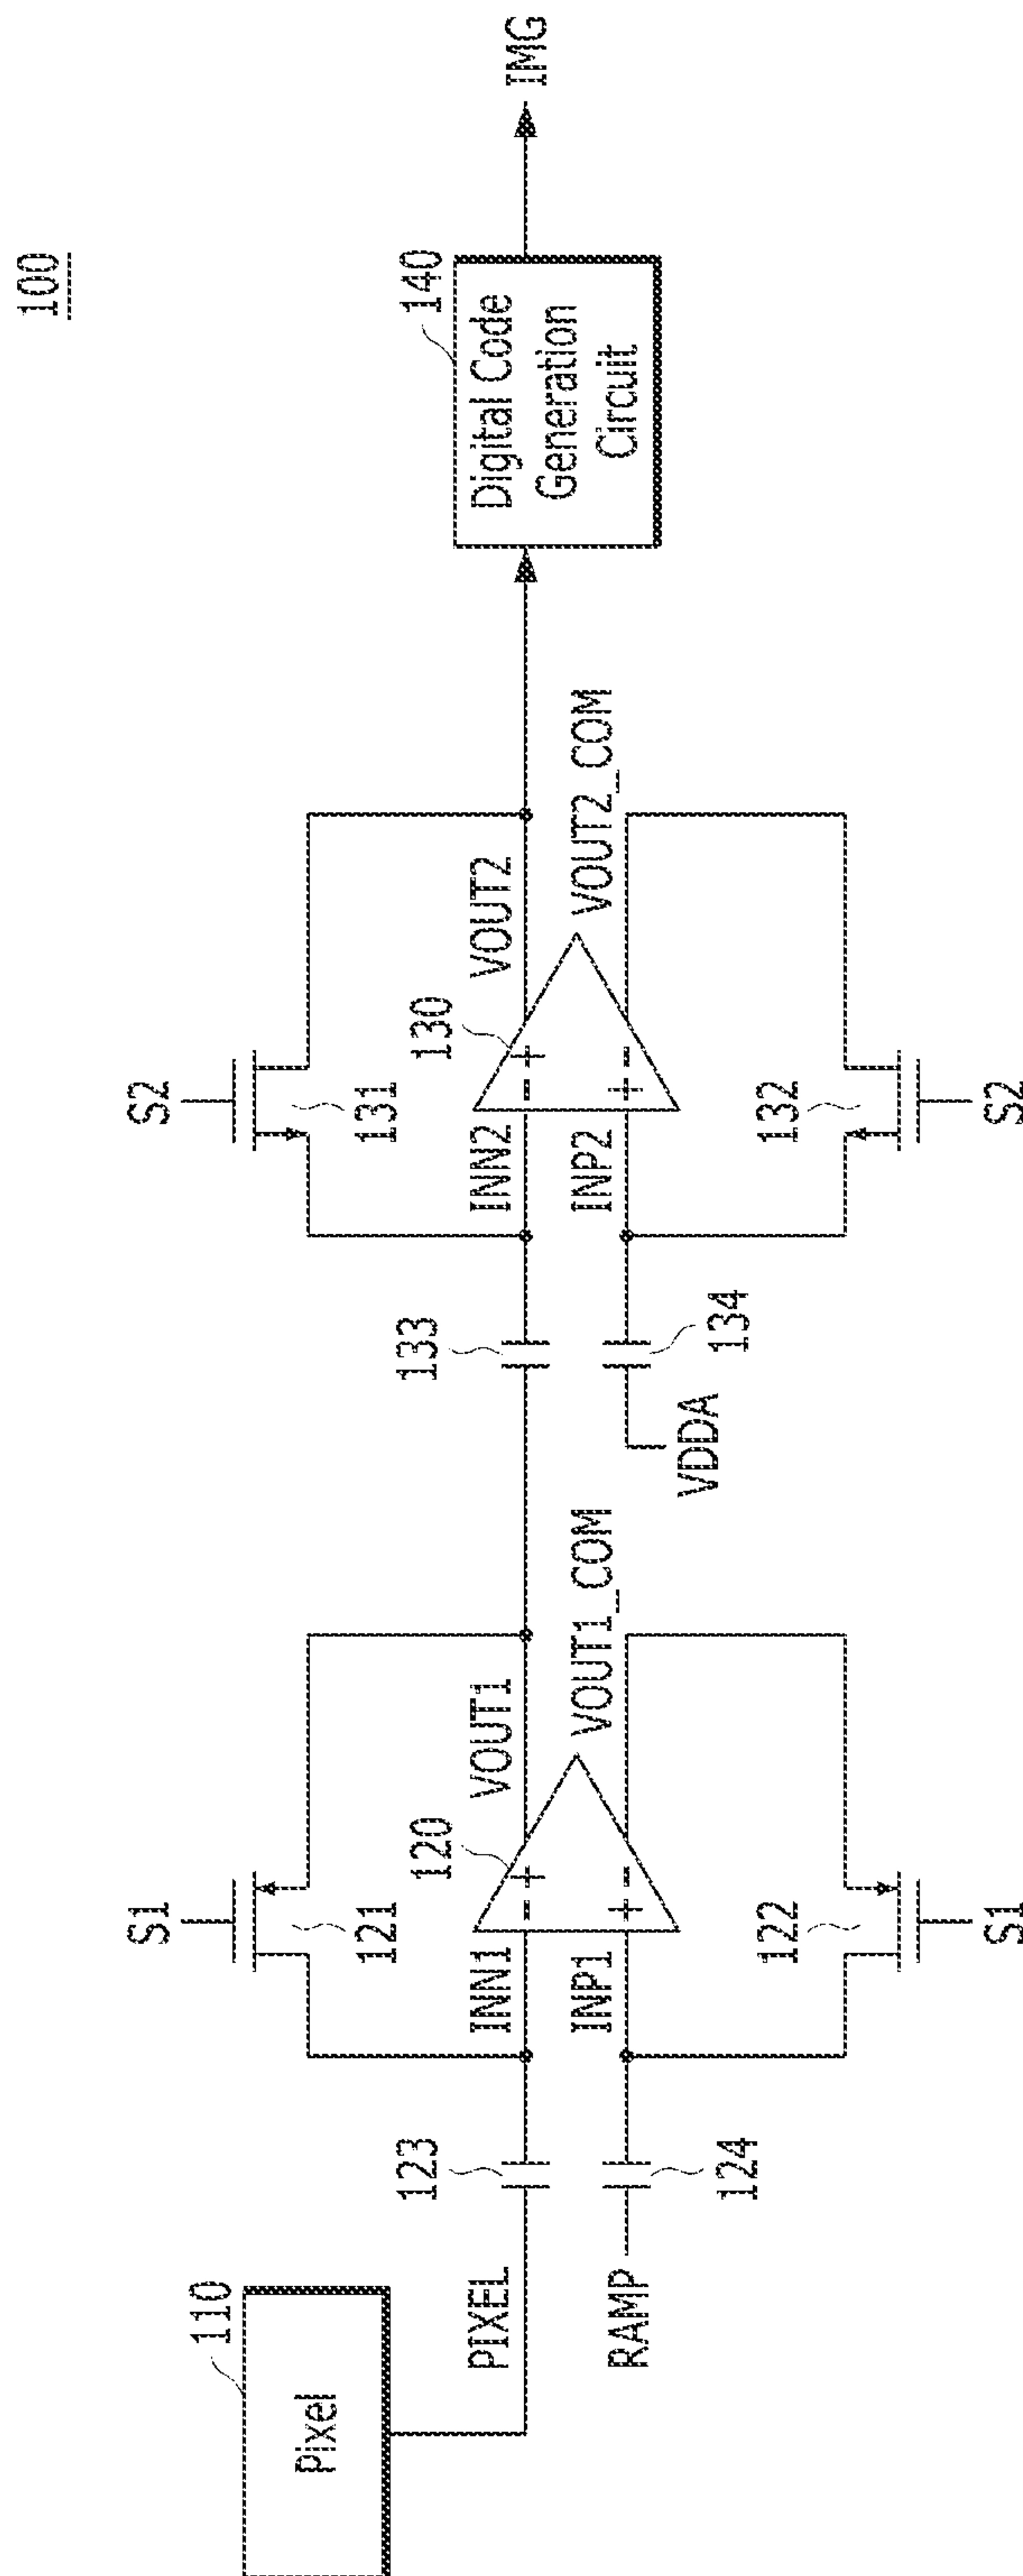 100
110
Pixel
PIXEL
RAMP
123
124
S1
121
INN1
INP1
120
VOUT1
VOUT1_COM
122
S1
VDDA
133
134
S2
131
INN2
INP2
130
VOUT2
VOUT2_COM
132
S2
140
Digital Code
Generation
Circuit
IMG
- +
+ -
- +
+ -